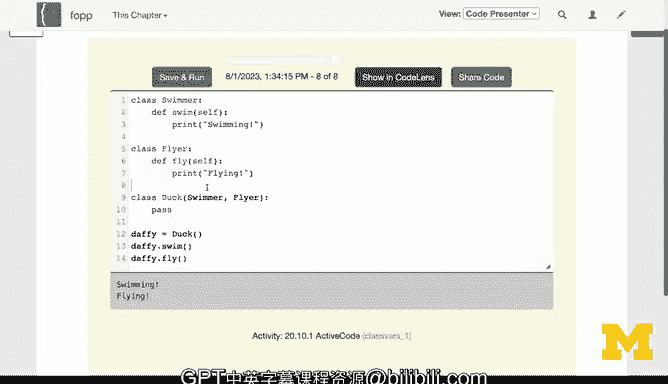 fopp This Chapter View: Code Presenter
Save & Run 8/1/2023, 1:34:15 PM - 8 of 8 Show in CodeLens Share Code
1 class Swimmer:
2 def swim(self):
3 print("Swimming!")
4
5 class Flyer:
6 def fly(self):
7 print("Flying!")
8
9 class Duck(Swimmer, Flyer):
10 pass
11
12 daffy = Duck()
13 daffy.swim()
14 daffy.fly()
Swimming!
Flying!
Activity: 20.10.1 ActiveCode (classvars_1)
M
GPT中英字幕课程资源@bilibili.com